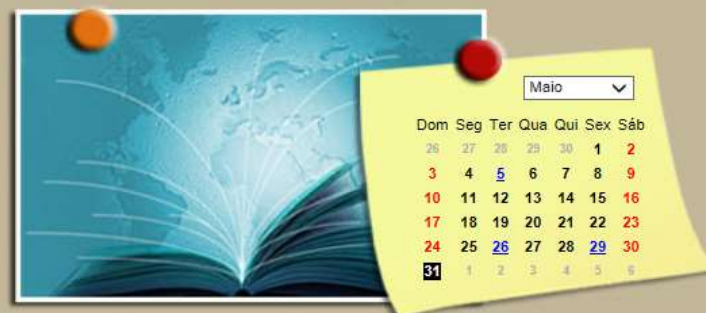 Maio
Dom Seg Ter Qua Qui Sex Sáb
26 27 28 29 30 1 2
3 4 5 6 7 8 9
10 11 12 13 14 15 16
17 18 19 20 21 22 23
24 25 26 27 28 29 30
31 1 2 3 4 5 6